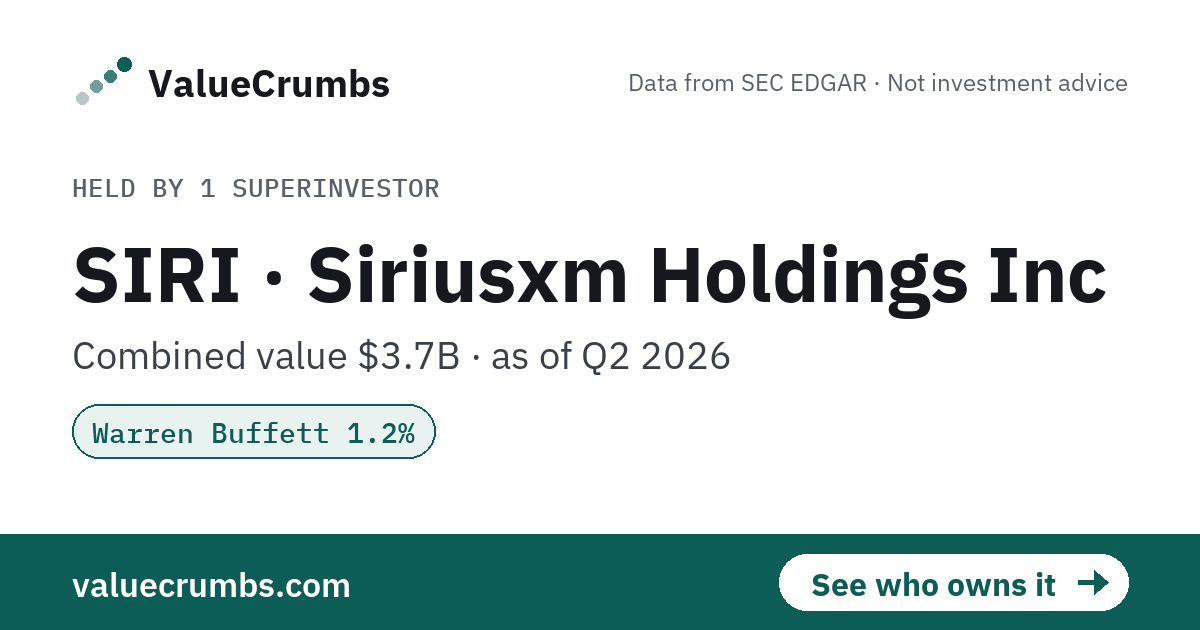 ValueCrumbs
Data from SEC EDGAR · Not investment advice
HELD BY 1 SUPERINVESTOR
SIRI · Siriusxm Holdings Inc
Combined value $3.7B · as of Q2 2026
Warren Buffett 1.2%
valuecrumbs.com
See who owns it →